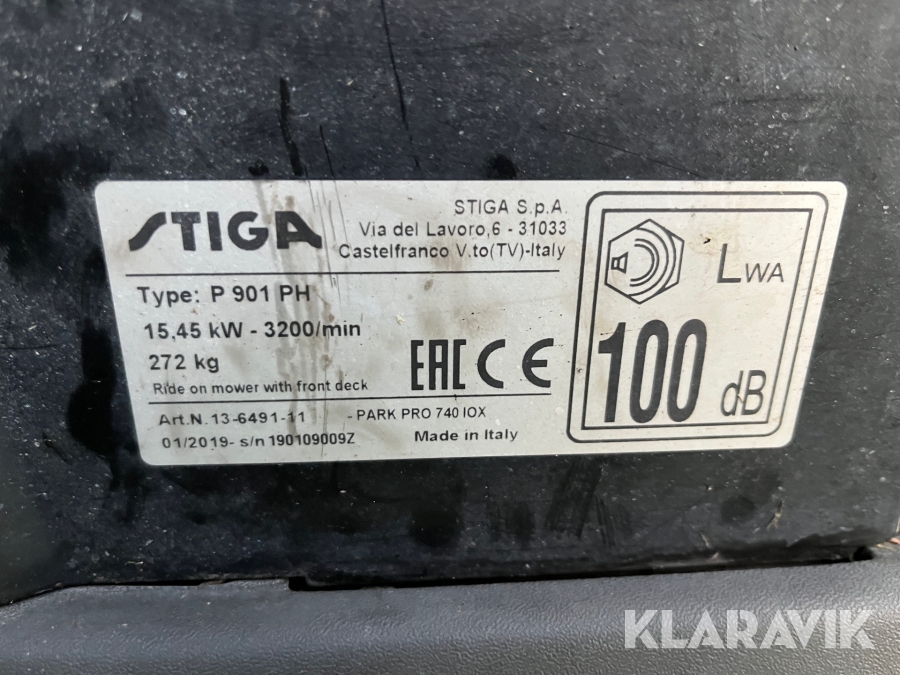 STIGA
STIGA S.p.A.
Via del Lavoro,6 - 31033
Castelfranco V.to(TV)-Italy
Type: P 901 PH
15,45 kW - 3200/min
272 kg
Ride on mower with front deck
EAC CE
Art.N. 13-6491-11 - PARK PRO 740 IOX
01/2019- s/n 190109009Z Made in Italy
LWA
100 dB
KLARAVIK